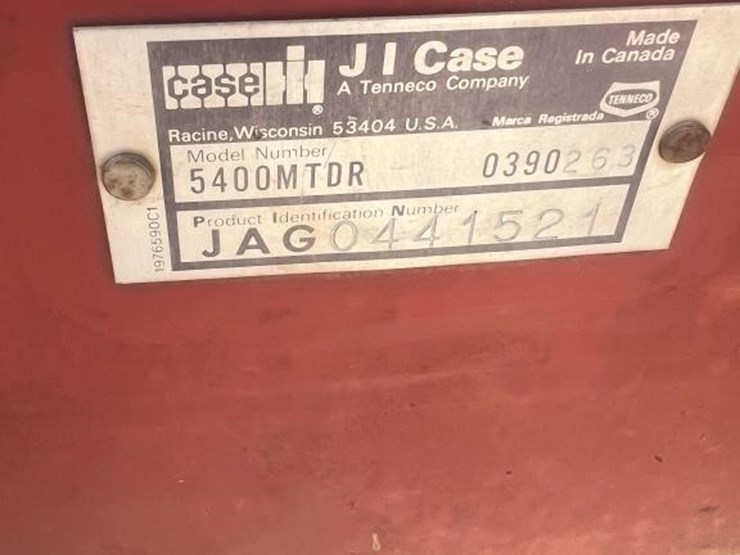 case IH ®
J I Case
A Tenneco Company
Made
In Canada
TENNECO
®
Racine, Wisconsin 53404 U.S.A.
Marca Registrada
Model Number
5400MTDR 0390263
Product Identification Number
JAG0441521
1976590C1